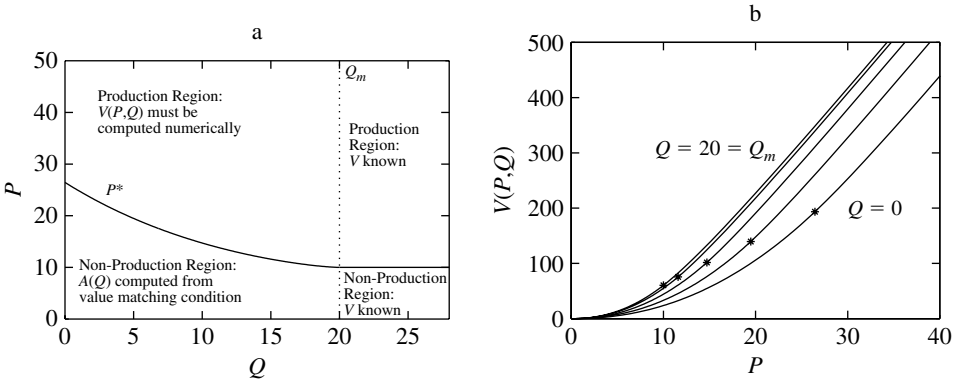 a
50
40
30
20
10
0
P
Production Region:
V(P,Q) must be
computed numerically
Q_m
Production
Region:
V known
P*
Non-Production Region:
A(Q) computed from
value matching condition
Non-Production
Region:
V known
0 5 10 15 20 25
Q
b
500
400
300
200
100
0
V(P,Q)
Q = 20 = Q_m
Q = 0
0 10 20 30 40
P